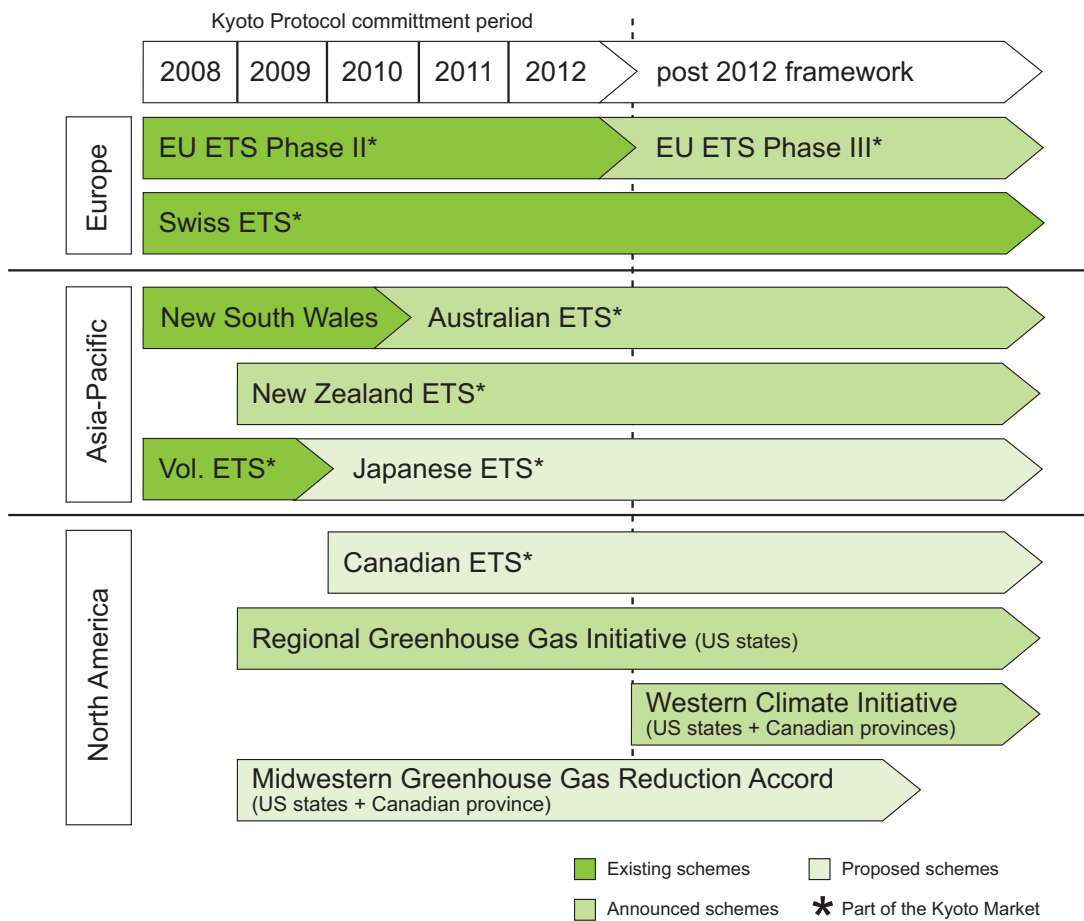 Kyoto Protocol committment period
2008 2009 2010 2011 2012 post 2012 framework
Europe
EU ETS Phase II* EU ETS Phase III*
Swiss ETS*
Asia-Pacific
New South Wales Australian ETS*
New Zealand ETS*
Vol. ETS* Japanese ETS*
North America
Canadian ETS*
Regional Greenhouse Gas Initiative (US states)
Western Climate Initiative
(US states + Canadian provinces)
Midwestern Greenhouse Gas Reduction Accord
(US states + Canadian province)
Existing schemes Proposed schemes
Announced schemes * Part of the Kyoto Market